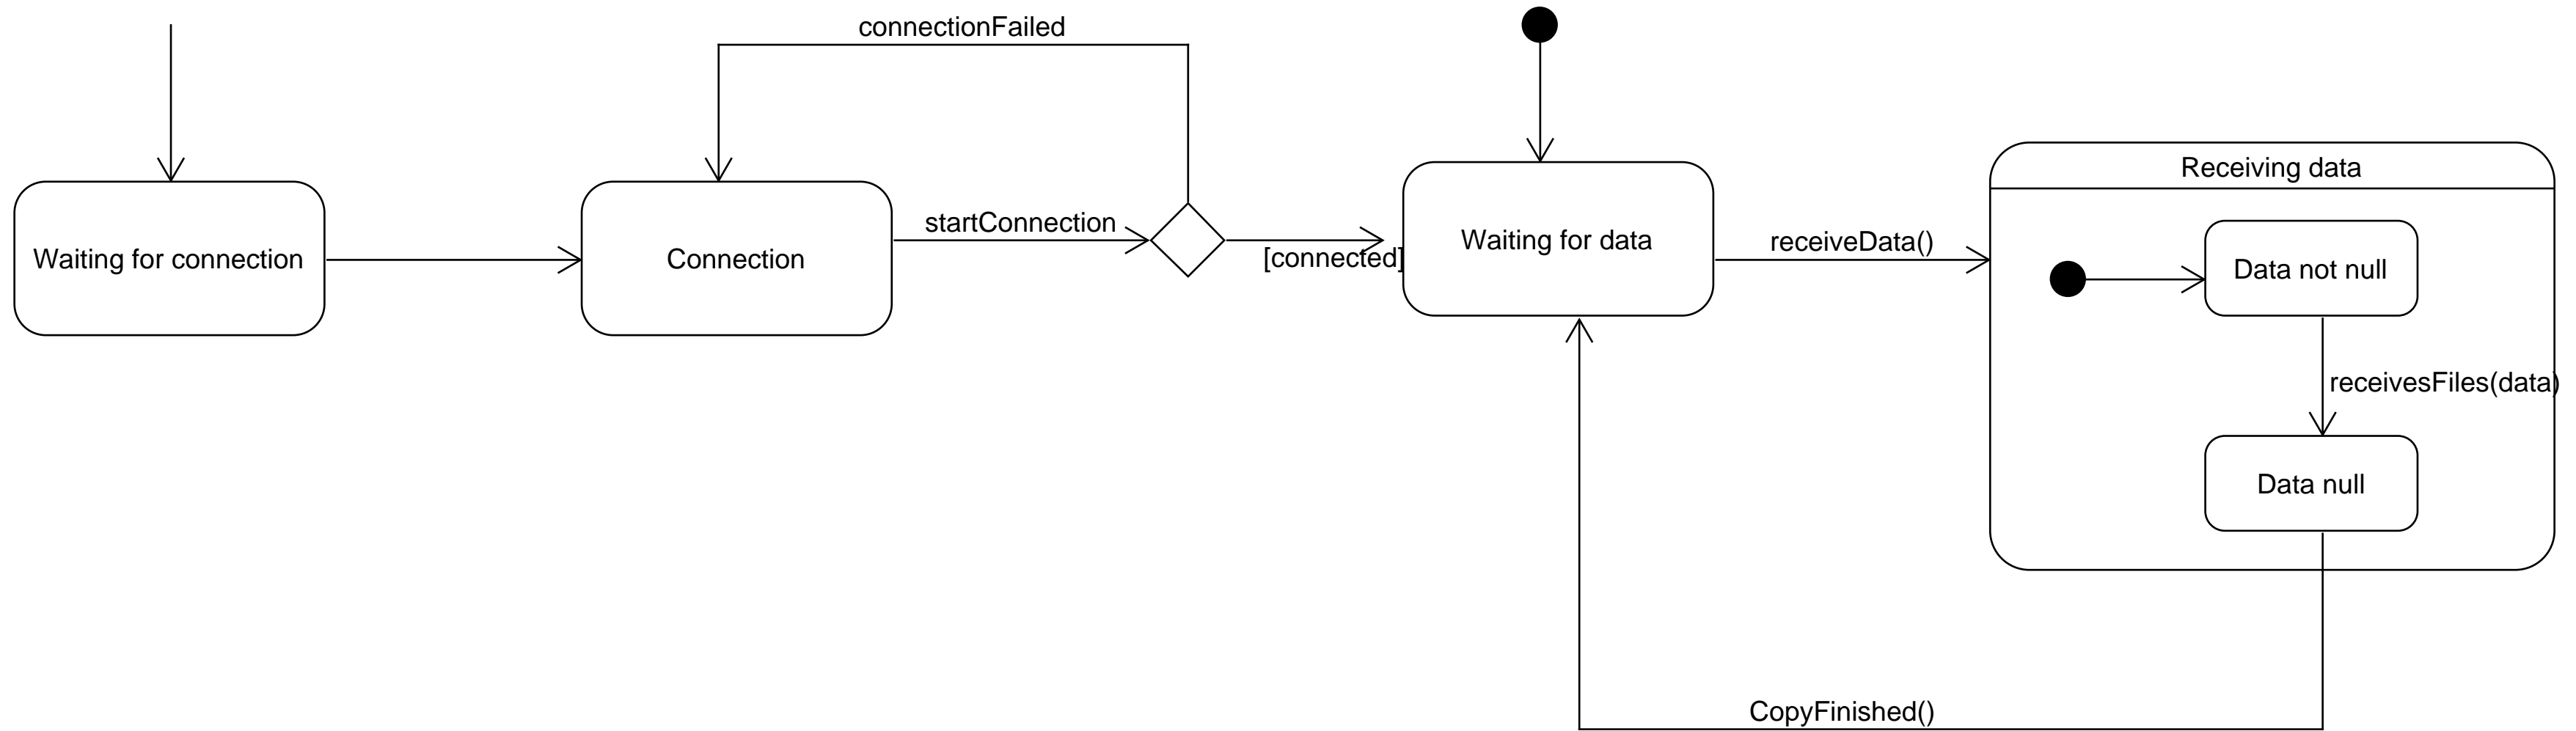 connectionFailed
Receiving data
startConnection
Waiting for data
receiveData()
Waiting for connection
Connection
[connected]
Data not null
receivesFiles(data)
Data null
CopyFinished()